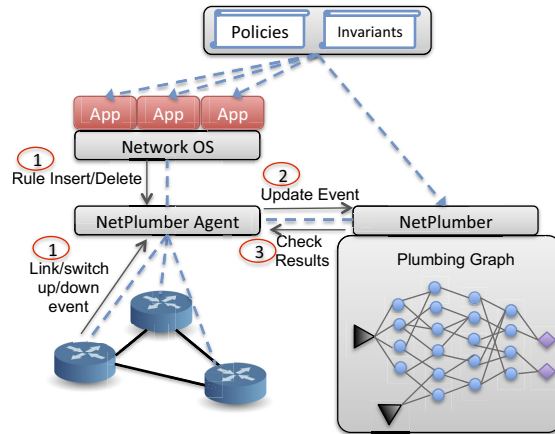 Policies
Invariants
App
App
App
Network OS
1
Rule Insert/Delete
2
Update Event
NetPlumber Agent
NetPlumber
1
Link/switch
up/down
event
3
Check
Results
Plumbing Graph